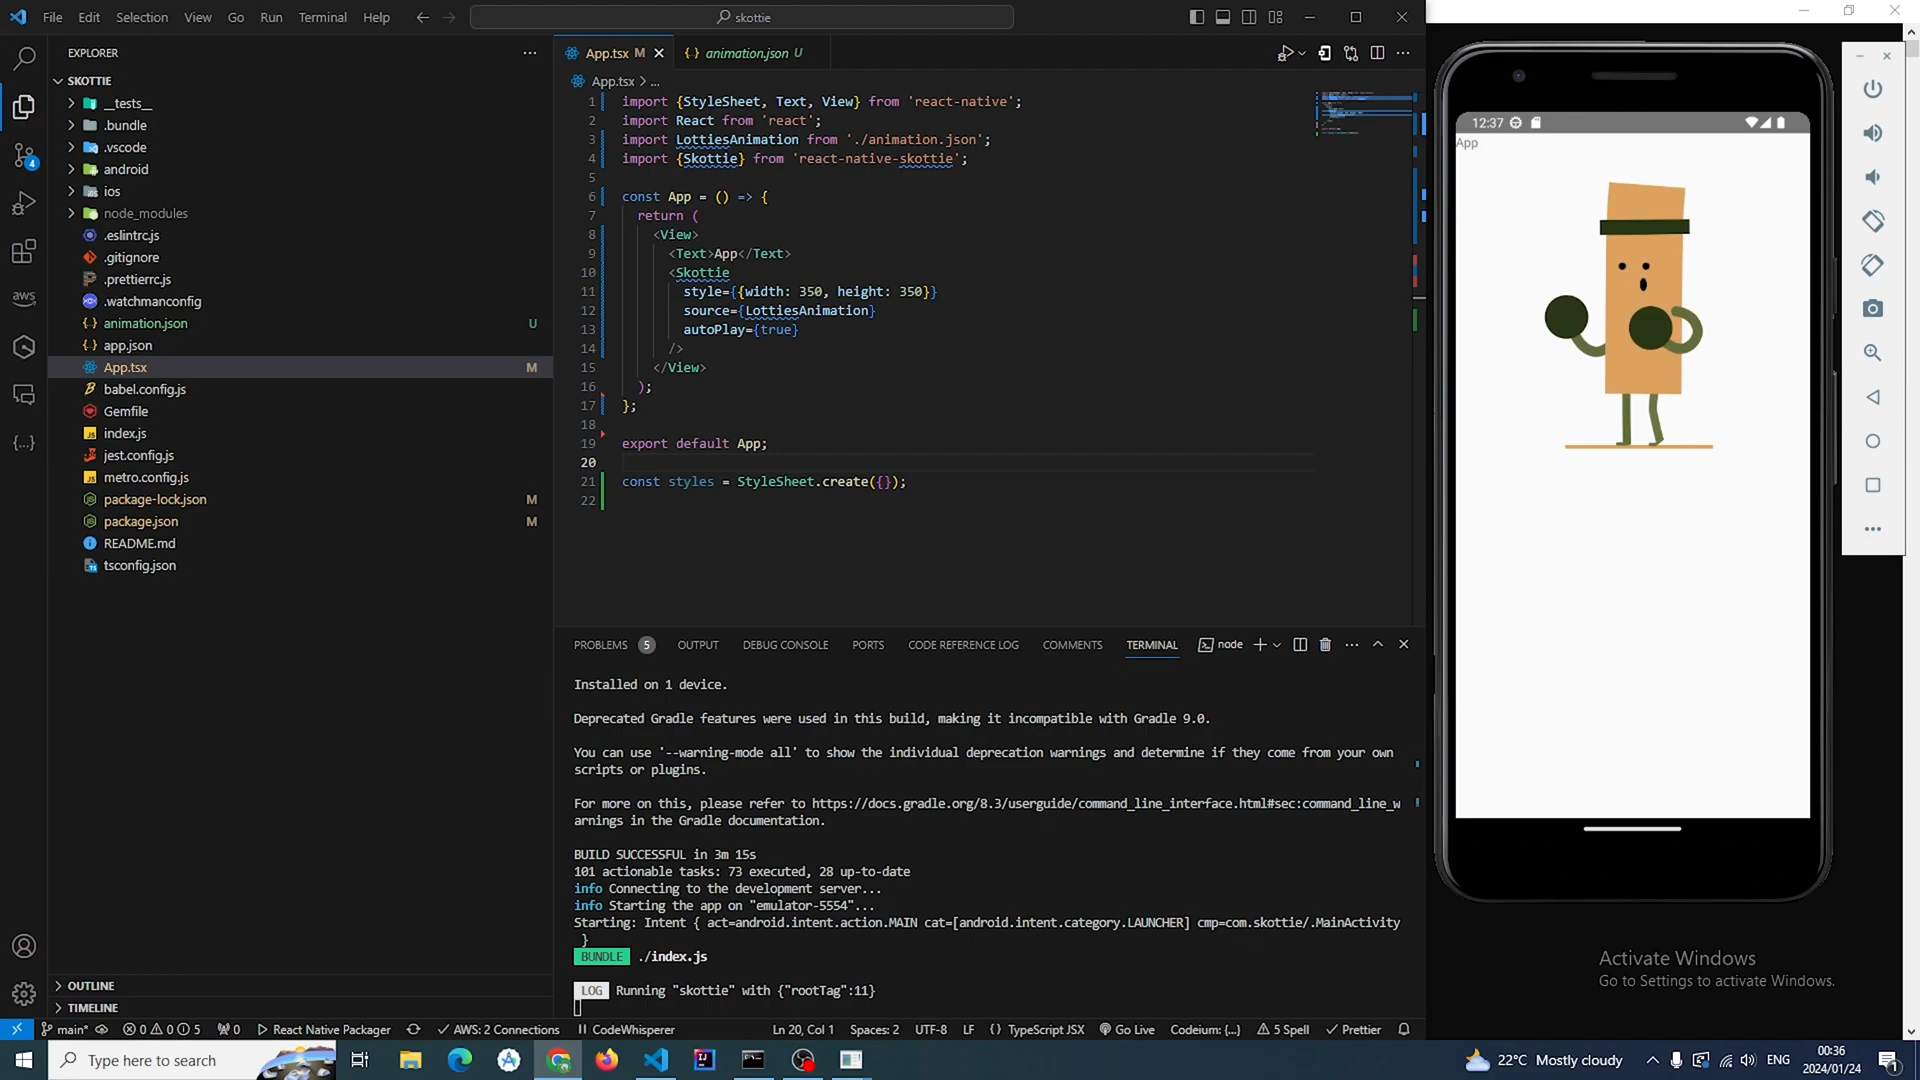 File Edit Selection View Go Run Terminal Help
skottie
EXPLORER
SKOTTIE
__tests__
.bundle
.vscode
android
ios
node_modules
.eslintrc.js
.gitignore
.prettierrc.js
.watchmanconfig
animation.json U
app.json
App.tsx M
babel.config.js
Gemfile
index.js
jest.config.js
metro.config.js
package-lock.json M
package.json M
README.md
tsconfig.json
OUTLINE
TIMELINE
aws
4
App.tsx M
animation.json U
App.tsx > ...
1 import {StyleSheet, Text, View} from 'react-native';
2 import React from 'react';
3 import LottiesAnimation from './animation.json';
4 import {Skottie} from 'react-native-skottie';
5
6 const App = () => {
7 return (
8 <View>
9 <Text>App</Text>
10 <Skottie
11 style={{width: 350, height: 350}}
12 source={LottiesAnimation}
13 autoPlay={true}
14 />
15 </View>
16 );
17 };
18
19 export default App;
20
21 const styles = StyleSheet.create({});
22
PROBLEMS 5 OUTPUT DEBUG CONSOLE PORTS CODE REFERENCE LOG COMMENTS TERMINAL node
Installed on 1 device.
Deprecated Gradle features were used in this build, making it incompatible with Gradle 9.0.
You can use '--warning-mode all' to show the individual deprecation warnings and determine if they come from your own
scripts or plugins.
For more on this, please refer to https://docs.gradle.org/8.3/userguide/command_line_interface.html#sec:command_line_w
arnings in the Gradle documentation.
BUILD SUCCESSFUL in 3m 15s
101 actionable tasks: 73 executed, 28 up-to-date
info Connecting to the development server...
info Starting the app on "emulator-5554"...
Starting: Intent { act=android.intent.action.MAIN cat=[android.intent.category.LAUNCHER] cmp=com.skottie/.MainActivity
}
BUNDLE ./index.js
LOG Running "skottie" with {"rootTag":11}
12:37
App
Activate Windows
Go to Settings to activate Windows.
main* 0 0 5 0 React Native Packager AWS: 2 Connections CodeWhisperer Ln 20, Col 1 Spaces: 2 UTF-8 LF {} TypeScript JSX Go Live Codeium: {...} 5 Spell Prettier
Type here to search
22°C Mostly cloudy
ENG
00:36
2024/01/24
1